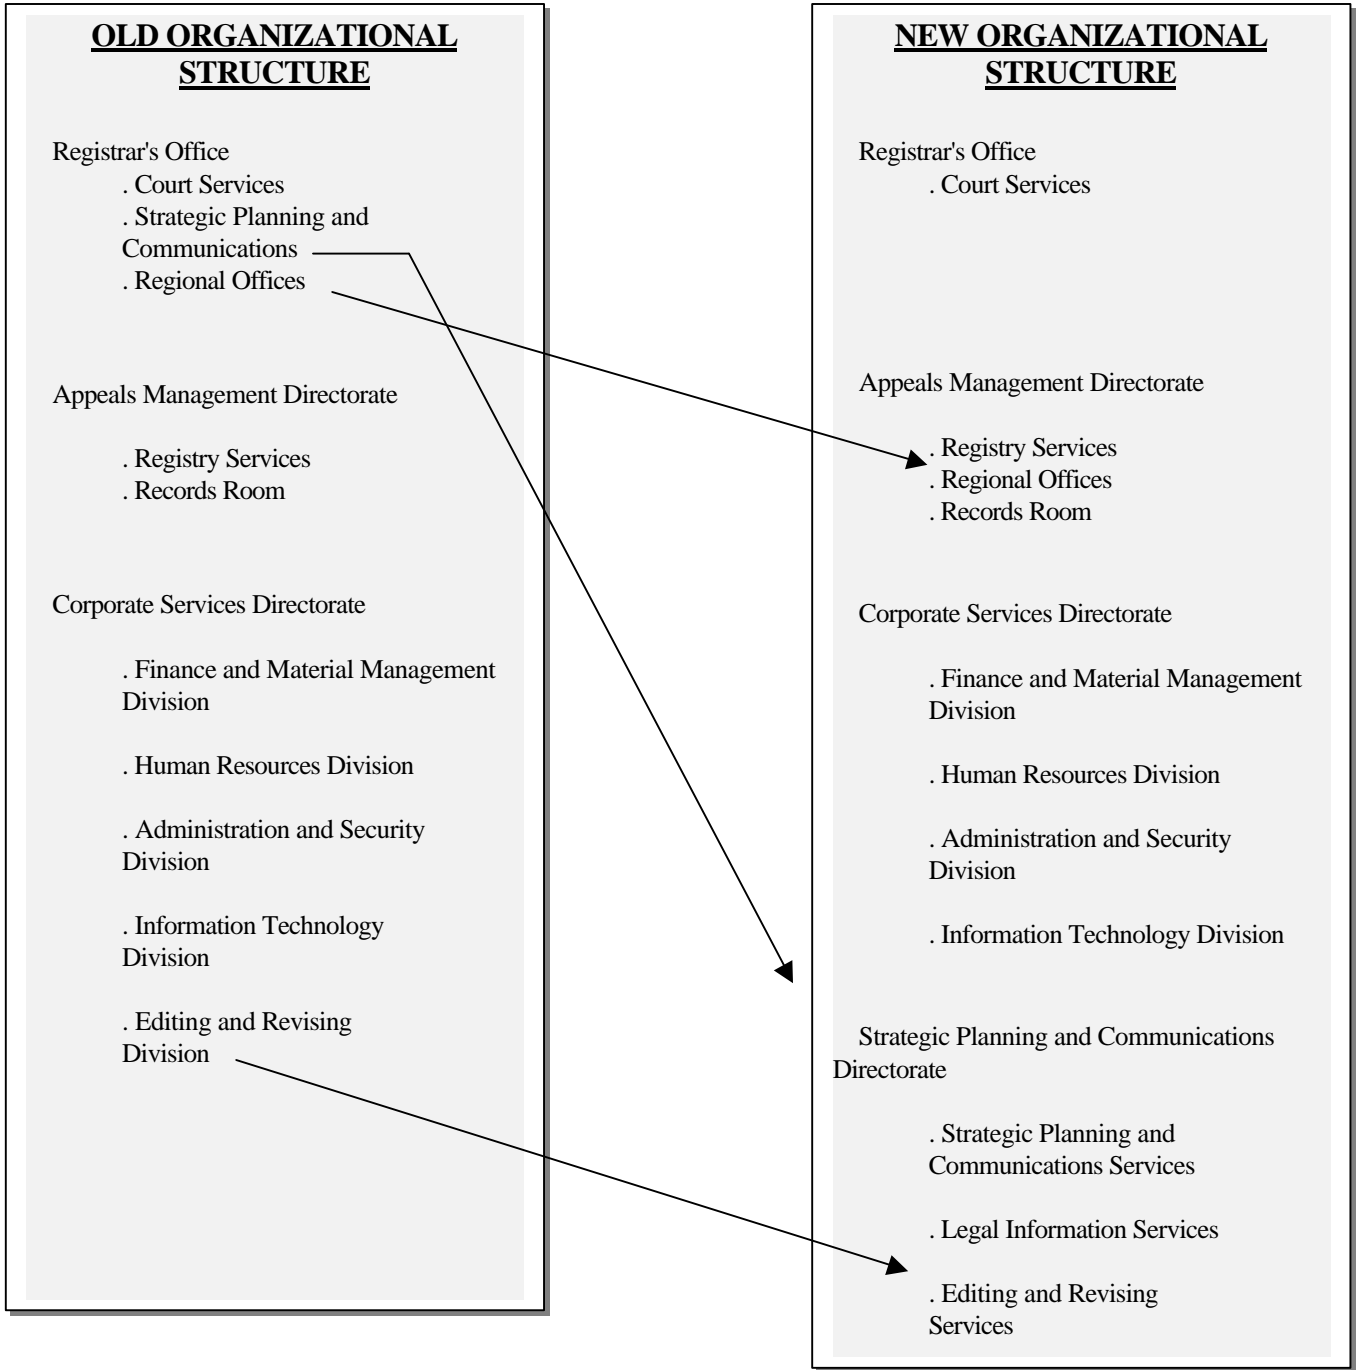 OLD ORGANIZATIONAL
STRUCTURE
Registrar's Office
. Court Services
. Strategic Planning and
Communications
. Regional Offices
Appeals Management Directorate
. Registry Services
. Records Room
Corporate Services Directorate
. Finance and Material Management
Division
. Human Resources Division
. Administration and Security
Division
. Information Technology
Division
. Editing and Revising
Division
NEW ORGANIZATIONAL
STRUCTURE
Registrar's Office
. Court Services
Appeals Management Directorate
. Registry Services
. Regional Offices
. Records Room
Corporate Services Directorate
. Finance and Material Management
Division
. Human Resources Division
. Administration and Security
Division
. Information Technology Division
Strategic Planning and Communications
Directorate
. Strategic Planning and
Communications Services
. Legal Information Services
. Editing and Revising
Services